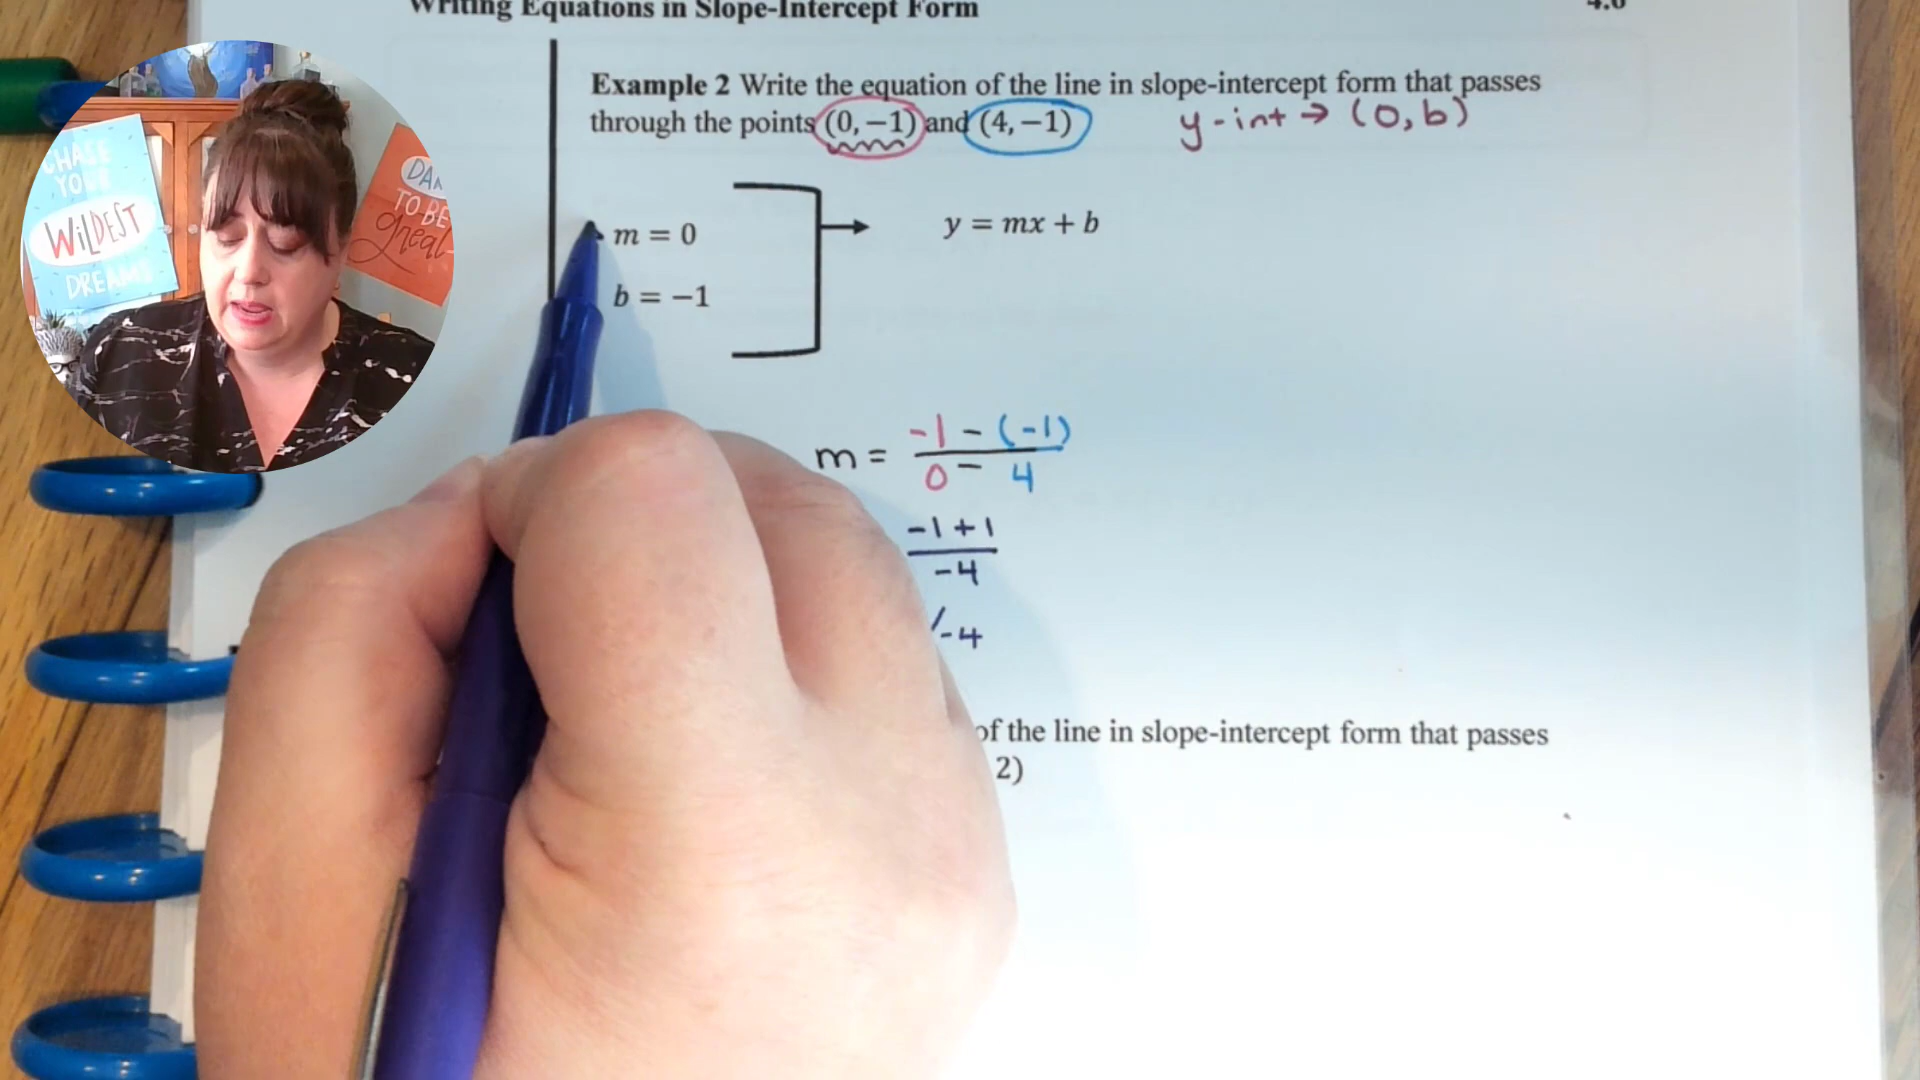 Writing Equations in Slope-Intercept Form
4.6
Example 2 Write the equation of the line in slope-intercept form that passes
through the points (0, −1) and (4, −1)
y-int → (0, b)
m = 0
y = mx + b
b = −1
m = -1 - (-1)
0 - 4
-1 + 1
-4
/-4
of the line in slope-intercept form that passes
2)
CHASE
YOUR
WiLDEST
DREAMS
DA
TO BE
great